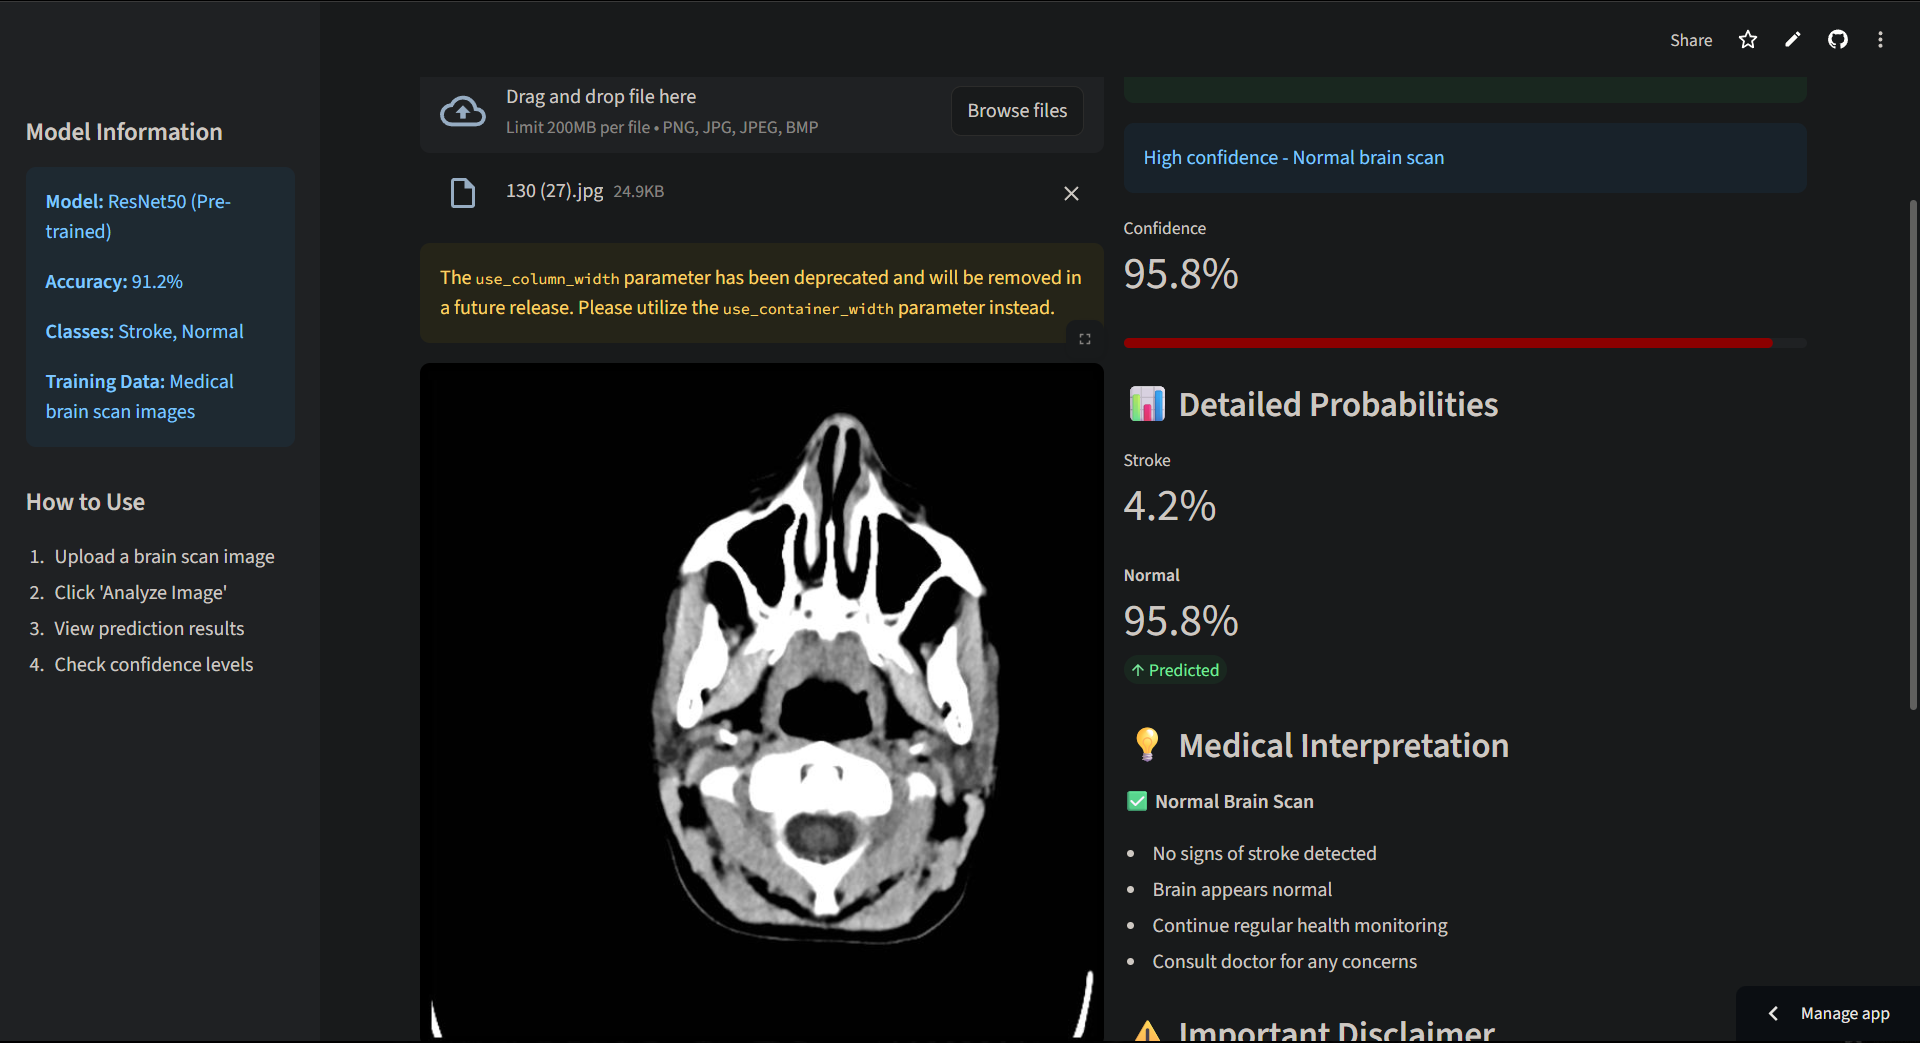 Share
Model Information
Model: ResNet50 (Pre-
trained)
Accuracy: 91.2%
Classes: Stroke, Normal
Training Data: Medical
brain scan images
How to Use
1. Upload a brain scan image
2. Click 'Analyze Image'
3. View prediction results
4. Check confidence levels
Drag and drop file here
Limit 200MB per file • PNG, JPG, JPEG, BMP
Browse files
130 (27).jpg 24.9KB
The use_column_width parameter has been deprecated and will be removed in
a future release. Please utilize the use_container_width parameter instead.
High confidence - Normal brain scan
Confidence
95.8%
Detailed Probabilities
Stroke
4.2%
Normal
95.8%
↑ Predicted
Medical Interpretation
Normal Brain Scan
• No signs of stroke detected
• Brain appears normal
• Continue regular health monitoring
• Consult doctor for any concerns
Important Disclaimer
Manage app